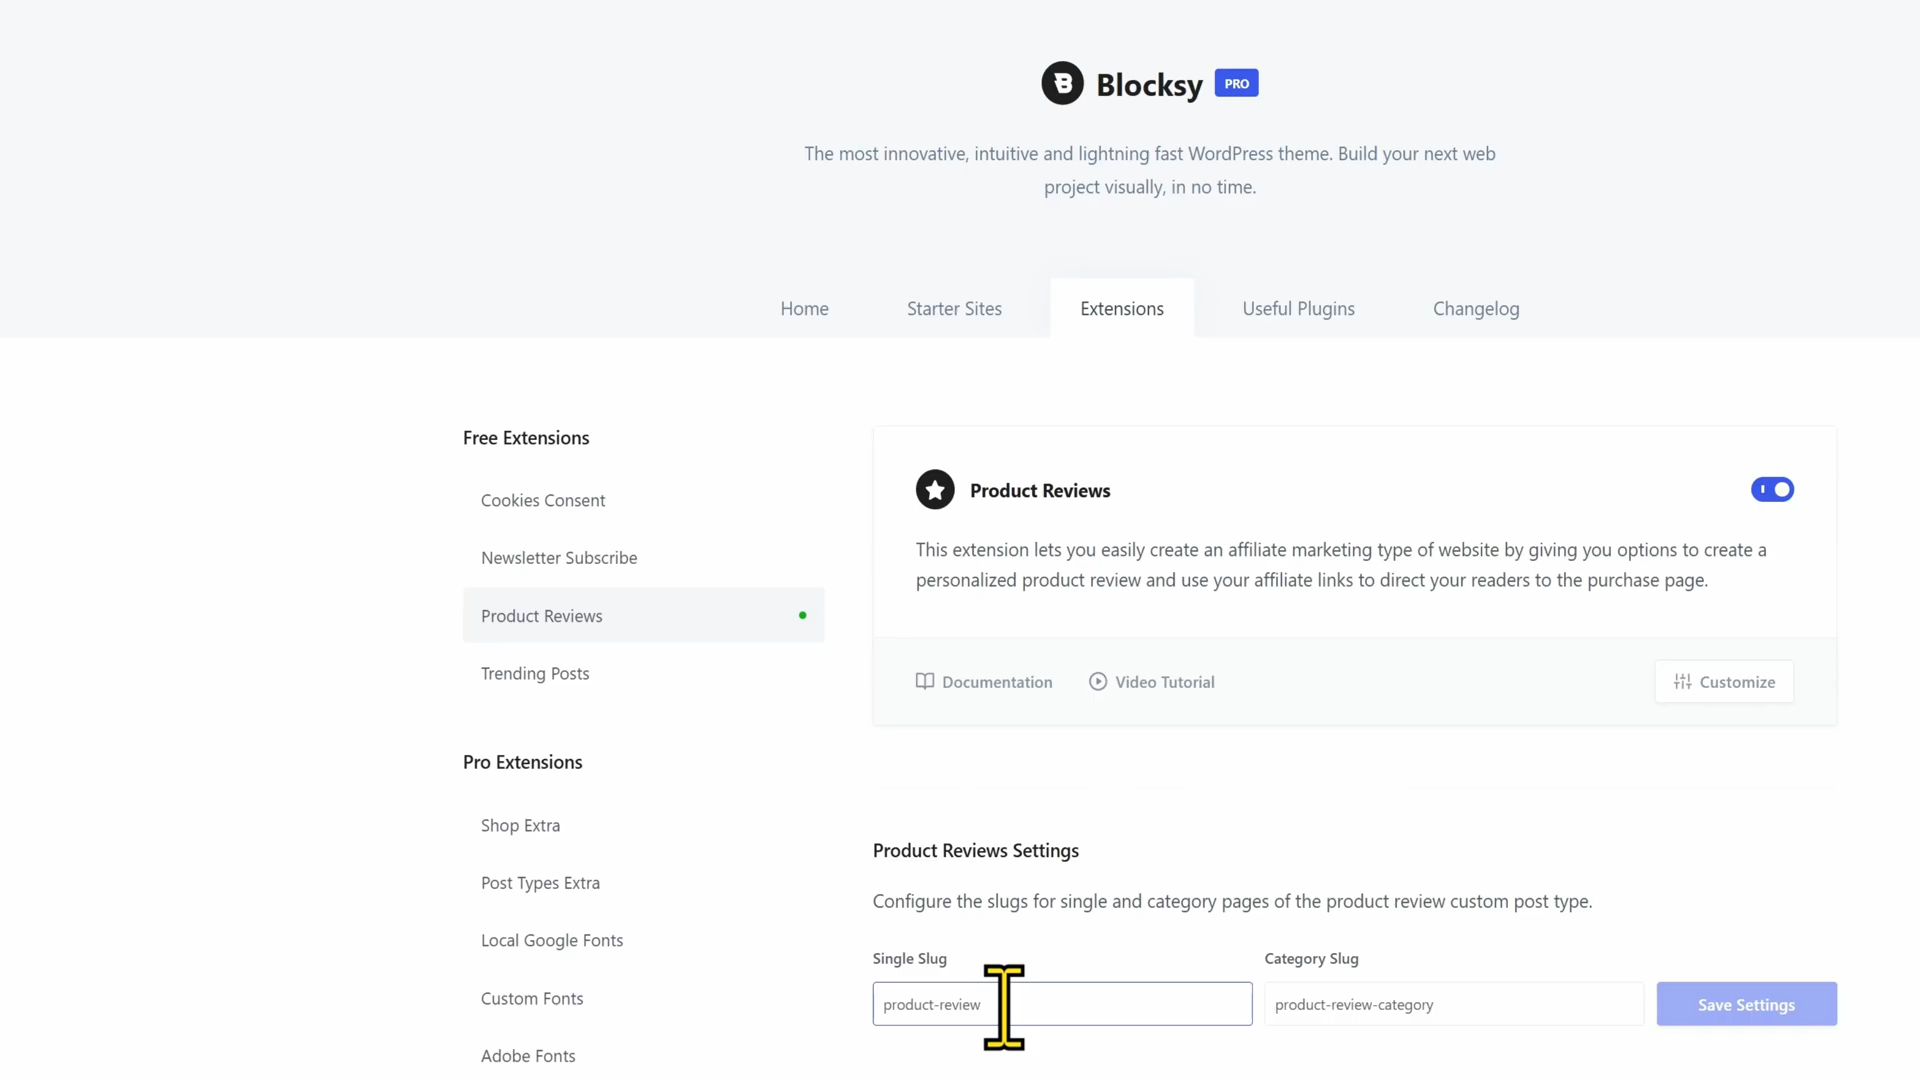 Blocksy PRO
The most innovative, intuitive and lightning fast WordPress theme. Build your next web
project visually, in no time.
Home Starter Sites Extensions Useful Plugins Changelog
Free Extensions
Cookies Consent
Newsletter Subscribe
Product Reviews
Trending Posts
Pro Extensions
Shop Extra
Post Types Extra
Local Google Fonts
Custom Fonts
Adobe Fonts
Product Reviews
This extension lets you easily create an affiliate marketing type of website by giving you options to create a
personalized product review and use your affiliate links to direct your readers to the purchase page.
Documentation Video Tutorial Customize
Product Reviews Settings
Configure the slugs for single and category pages of the product review custom post type.
Single Slug Category Slug
product-review product-review-category Save Settings